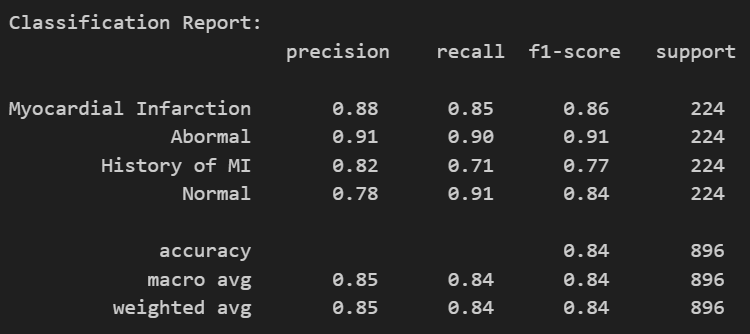 Classification Report:
precision recall f1-score support
Myocardial Infarction 0.88 0.85 0.86 224
Abormal 0.91 0.90 0.91 224
History of MI 0.82 0.71 0.77 224
Normal 0.78 0.91 0.84 224
accuracy 0.84 896
macro avg 0.85 0.84 0.84 896
weighted avg 0.85 0.84 0.84 896